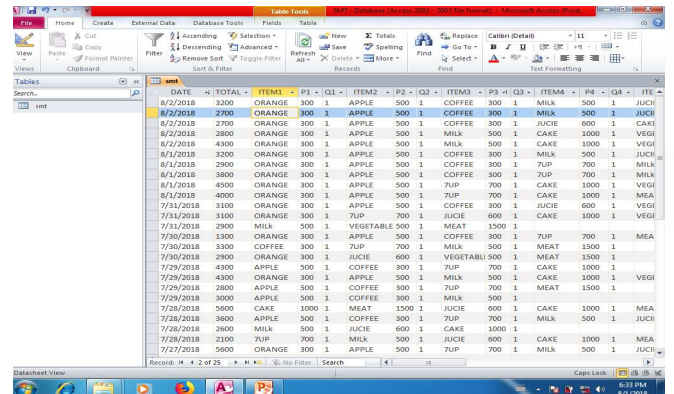 Table Tools SMT : Database (Access 2002 - 2003 file format) - Microsoft Access (Prod...
File Home Create External Data Database Tools Fields Table
View
Views
Paste
Cut
Copy
Format Painter
Clipboard
Filter
Ascending
Descending
Remove Sort
Selection
Advanced
Toggle Filter
Sort & Filter
Refresh All
New
Save
Delete
Totals
Spelling
More
Records
Find
Replace
Go To
Select
Find
Calibri (Detail) 11
B I U
A
Text Formatting
Tables
Search...
smt
smt
DATE TOTAL ITEM1 P1 Q1 ITEM2 P2 Q2 ITEM3 P3 Q3 ITEM4 P4 Q4 ITE
8/2/2018 3200 ORANGE 300 1 APPLE 500 1 COFFEE 300 1 MILk 500 1 JUCII
8/2/2018 2700 ORANGE 300 1 APPLE 500 1 COFFEE 300 1 MILk 500 1 JUCII
8/2/2018 2700 ORANGE 300 1 APPLE 500 1 COFFEE 300 1 JUCIE 600 1 CAKI
8/2/2018 2800 ORANGE 300 1 APPLE 500 1 MILk 500 1 CAKE 1000 1 VEGI
8/2/2018 4300 ORANGE 300 1 APPLE 500 1 MILk 500 1 CAKE 1000 1 VEGI
8/1/2018 3200 ORANGE 300 1 APPLE 500 1 COFFEE 300 1 MILk 500 1 JUCII
8/1/2018 2900 ORANGE 300 1 APPLE 500 1 COFFEE 300 1 7UP 700 1 MILk
8/1/2018 3800 ORANGE 300 1 APPLE 500 1 COFFEE 300 1 7UP 700 1 MILk
8/1/2018 4500 ORANGE 300 1 APPLE 500 1 7UP 700 1 CAKE 1000 1 VEGI
8/1/2018 4000 ORANGE 300 1 APPLE 500 1 7UP 700 1 CAKE 1000 1 MEA
7/31/2018 3100 ORANGE 300 1 APPLE 500 1 COFFEE 300 1 JUCIE 600 1 VEGI
7/31/2018 3100 ORANGE 300 1 7UP 700 1 JUCIE 600 1 CAKE 1000 1 VEGI
7/31/2018 2900 MILk 500 1 VEGETABLE 500 1 MEAT 1500 1
7/30/2018 1300 ORANGE 300 1 APPLE 500 1 COFFEE 300 1 7UP 700 1 MEA
7/30/2018 3300 COFFEE 300 1 7UP 700 1 MILk 500 1 MEAT 1500 1
7/30/2018 2900 ORANGE 300 1 JUCIE 600 1 VEGETABL 500 1 MEAT 1500 1
7/29/2018 4300 APPLE 500 1 COFFEE 300 1 7UP 700 1 CAKE 1000 1
7/29/2018 4300 ORANGE 300 1 APPLE 500 1 7UP 700 1 CAKE 1000 1 VEGI
7/29/2018 2800 APPLE 500 1 COFFEE 300 1 7UP 700 1 MEAT 1500 1
7/29/2018 3000 APPLE 500 1 COFFEE 300 1 MILk 500 1
7/28/2018 5600 CAKE 1000 1 MEAT 1500 1 JUCIE 600 1 CAKE 1000 1 MEA
7/28/2018 3600 APPLE 500 1 COFFEE 300 1 7UP 700 1 MILk 500 1 JUCII
7/28/2018 2600 MILk 500 1 JUCIE 600 1 CAKE 1000 1
7/28/2018 2100 7UP 700 1 MILk 500 1 JUCIE 600 1 CAKE 1000 1 MEA
7/27/2018 5600 ORANGE 300 1 APPLE 500 1 7UP 700 1 MILk 500 1 JUCII
Record: 2 of 25 No Filter Search
Datasheet View Caps Lock
6:33 PM
8/1/2018